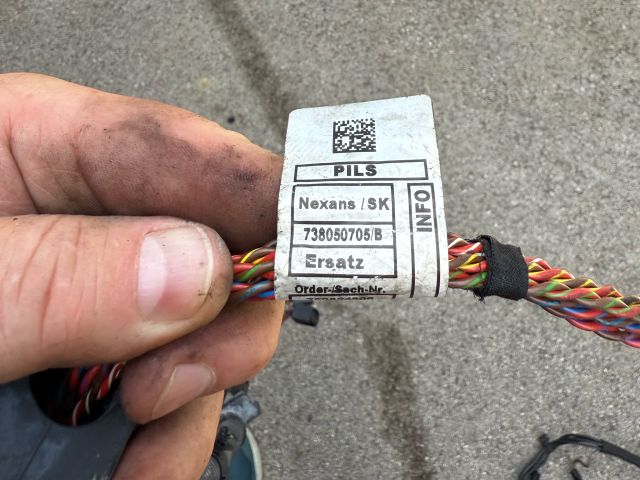 PILS
Nexans / SK
738050705/B
Ersatz
Order-/Sach-Nr.
INFO